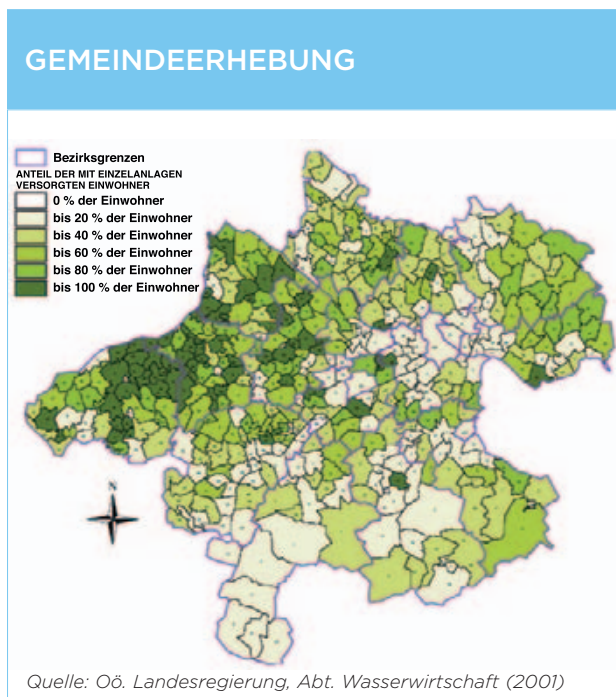 GEMEINDEERHEBUNG
Bezirksgrenzen
ANTEIL DER MIT EINZELANLAGEN
VERSORGTEN EINWOHNER
0 % der Einwohner
bis 20 % der Einwohner
bis 40 % der Einwohner
bis 60 % der Einwohner
bis 80 % der Einwohner
bis 100 % der Einwohner
N
Quelle: Oö. Landesregierung, Abt. Wasserwirtschaft (2001)